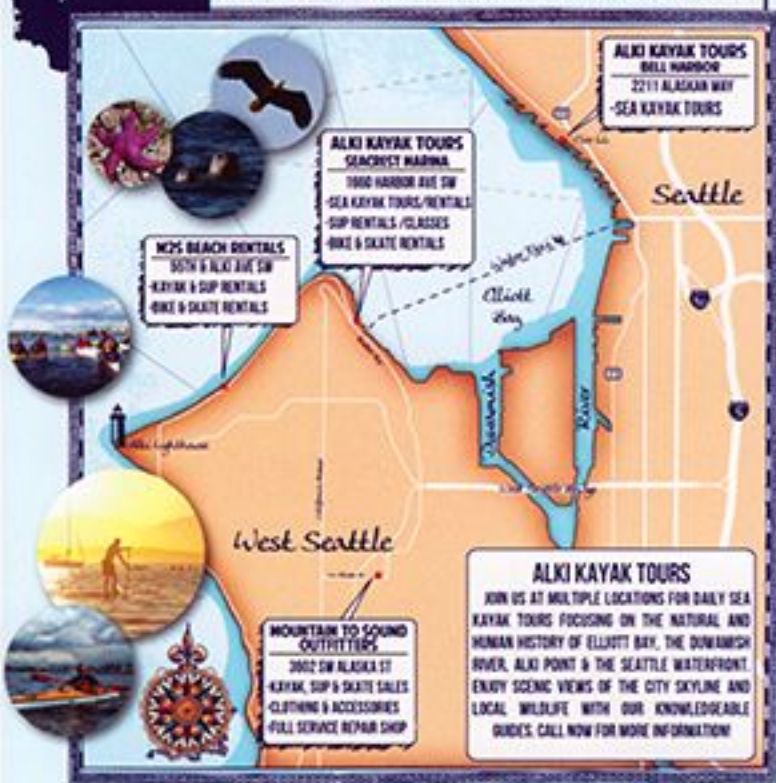 ALKI KAYAK TOURS
BELL HARBOR
2211 ALASKAN WAY
-SEA KAYAK TOURS
Seattle
ALKI KAYAK TOURS
SEACREST MARINA
1660 HARBOR AVE SW
-SEA KAYAK TOURS/RENTALS
-SUP RENTALS /CLASSES
-BIKE & SKATE RENTALS
M2S BEACH RENTALS
& ALKI AVE SW
-KAYAK & SUP RENTALS
-BIKE & SKATE RENTALS
Water Taxi
Elliott
Bay
Duwamish
River
Alki Lighthouse
West Seattle
MOUNTAIN TO SOUND
OUTFITTERS
3602 SW ALASKA ST
-KAYAK, SUP & SKATE SALES
-CLOTHING & ACCESSORIES
-FULL SERVICE REPAIR SHOP
ALKI KAYAK TOURS
JOIN US AT MULTIPLE LOCATIONS FOR DAILY SEA
KAYAK TOURS FOCUSING ON THE NATURAL AND
HUMAN HISTORY OF ELLIOTT BAY, THE DUWAMISH
RIVER, ALKI POINT & THE SEATTLE WATERFRONT.
ENJOY SCENIC VIEWS OF THE CITY SKYLINE AND
LOCAL WILDLIFE WITH OUR KNOWLEDGEABLE
GUIDES. CALL NOW FOR MORE INFORMATION!